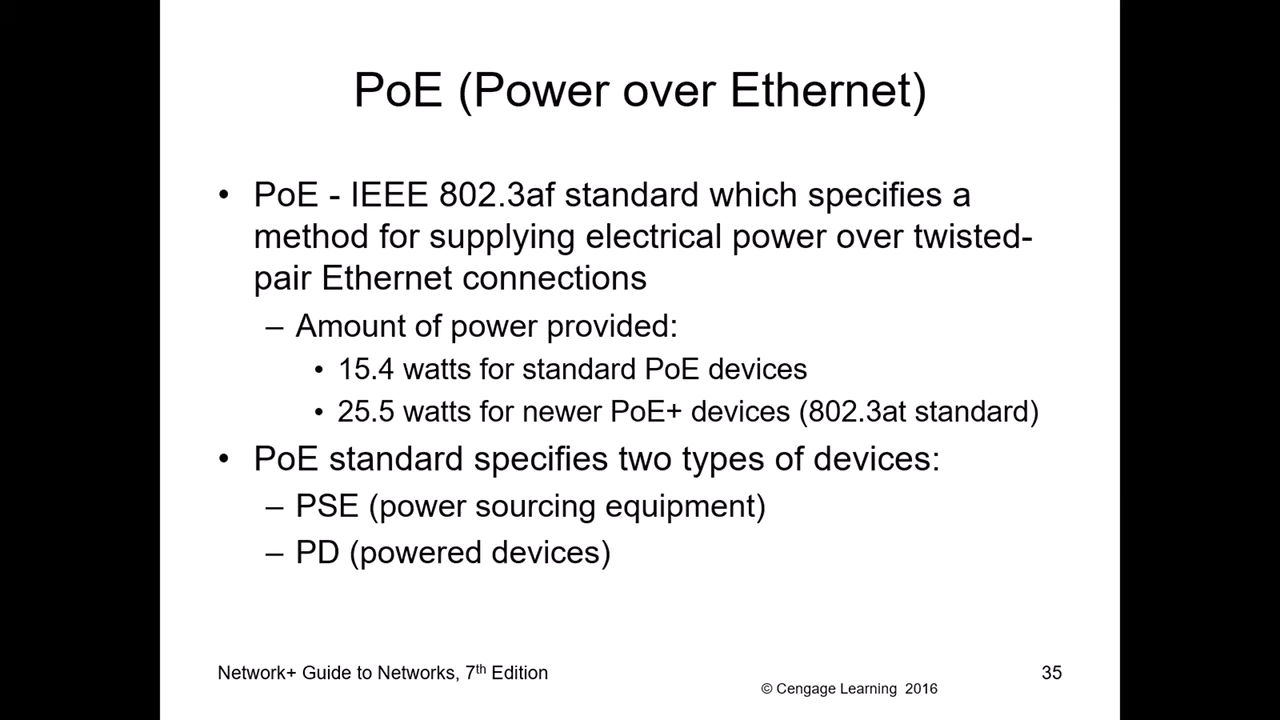 PoE (Power over Ethernet)
• PoE - IEEE 802.3af standard which specifies a
method for supplying electrical power over twisted-
pair Ethernet connections
– Amount of power provided:
• 15.4 watts for standard PoE devices
• 25.5 watts for newer PoE+ devices (802.3at standard)
• PoE standard specifies two types of devices:
– PSE (power sourcing equipment)
– PD (powered devices)
Network+ Guide to Networks, 7th Edition
© Cengage Learning 2016
35